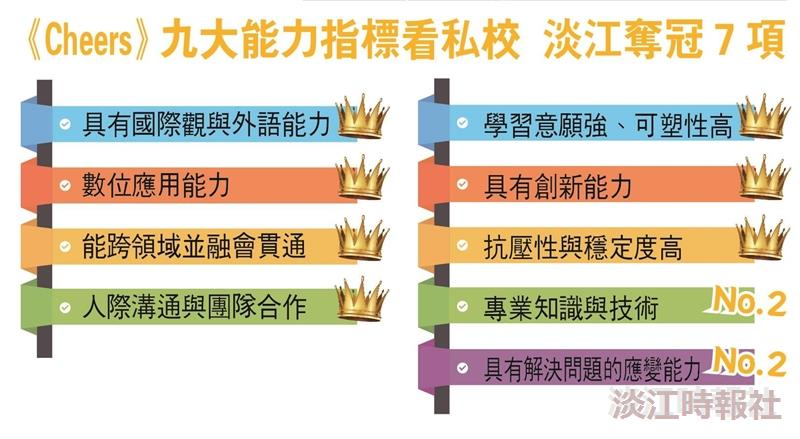 《Cheers》九大能力指標看私校 淡江奪冠7項
具有國際觀與外語能力
數位應用能力
能跨領域並融會貫通
人際溝通與團隊合作
學習意願強、可塑性高
具有創新能力
抗壓性與穩定度高
專業知識與技術 No.2
具有解決問題的應變能力 No.2
淡江時報社